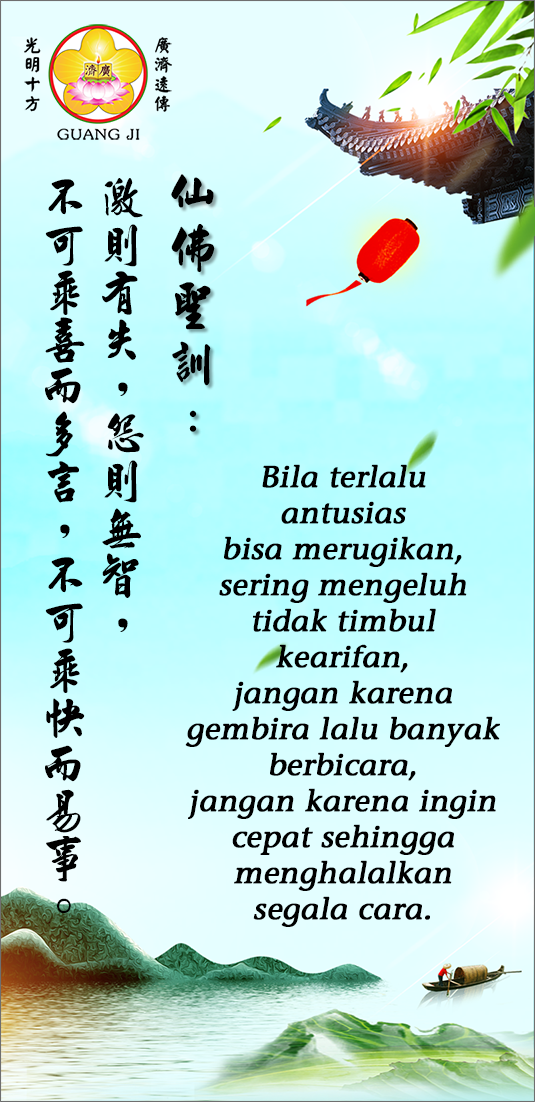 光明十方
濟廣
廣濟遠傳
GUANG JI
仙佛聖訓：
激則有失，怨則無智，
不可乘喜而多言，不可乘快而易事。
Bila terlalu
antusias
bisa merugikan,
sering mengeluh
tidak timbul
kearifan,
jangan karena
gembira lalu banyak
berbicara,
jangan karena ingin
cepat sehingga
menghalalkan
segala cara.